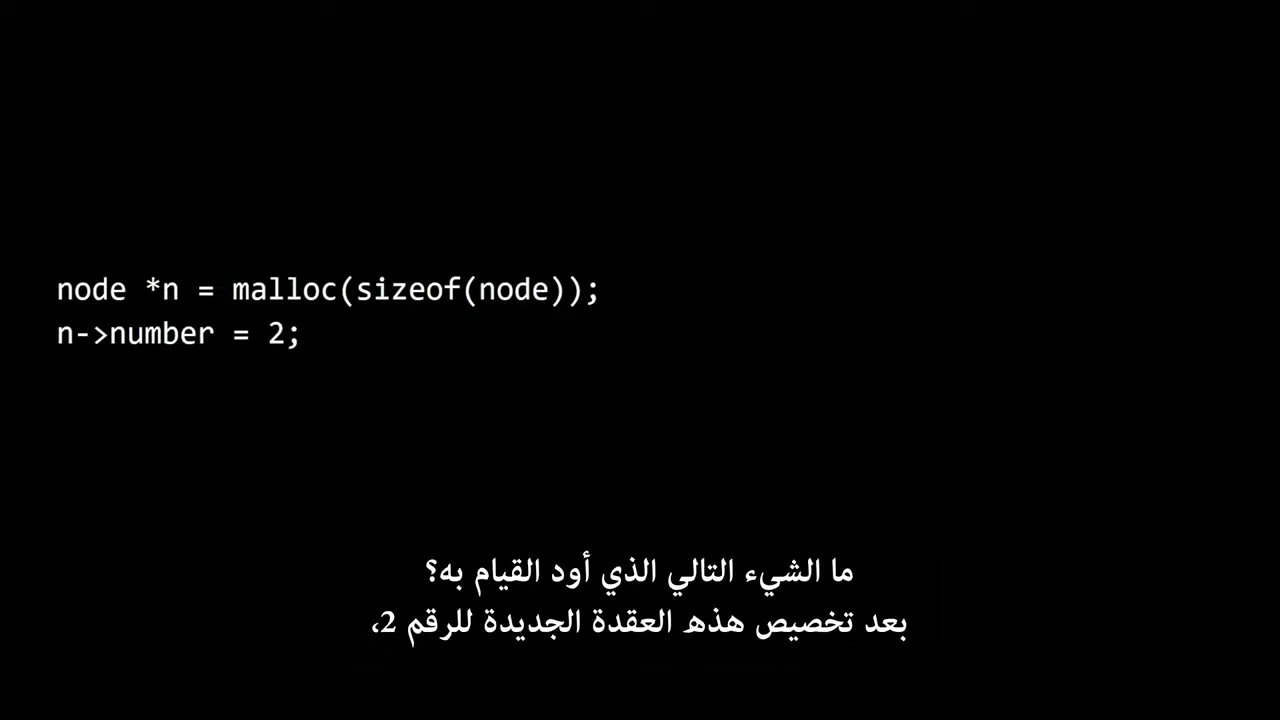 node *n = malloc(sizeof(node));
n->number = 2;
ما الشيء التالي الذي أود القيام به؟
بعد تخصيص هذه العقدة الجديدة للرقم 2،